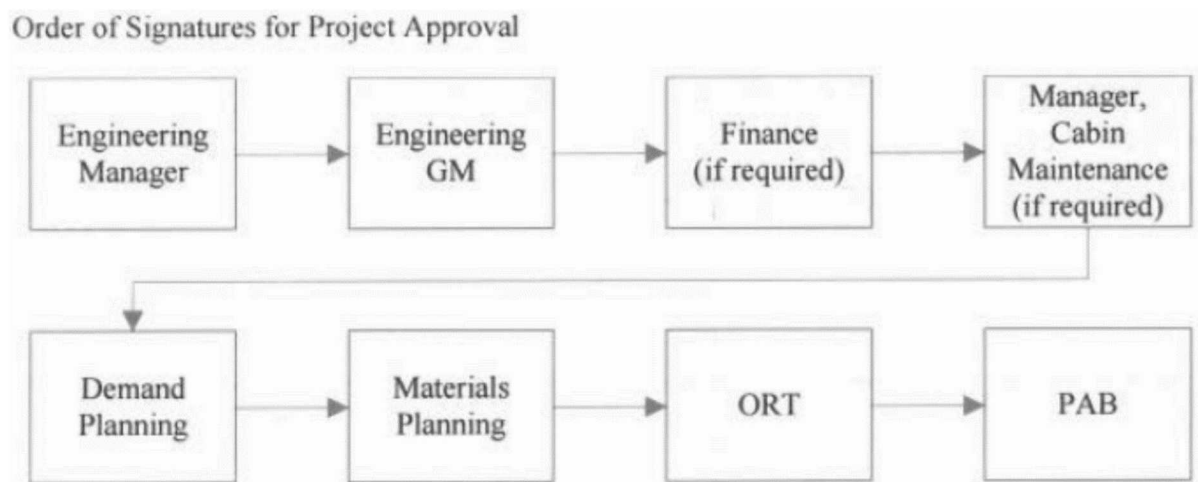 Order of Signatures for Project Approval
Engineering
Manager
Engineering
GM
Finance
(if required)
Manager,
Cabin
Maintenance
(if required)
Demand
Planning
Materials
Planning
ORT
PAB